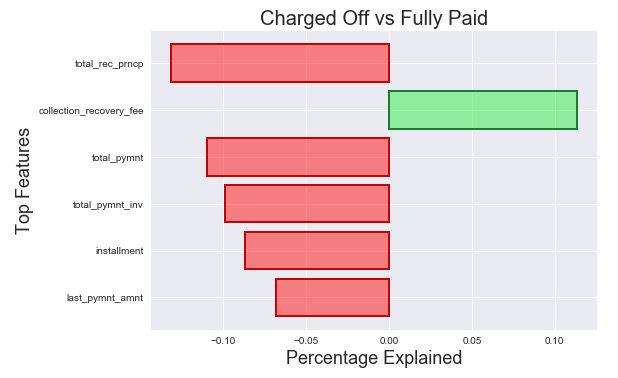 Charged Off vs Fully Paid
Top Features
total_rec_prncp
collection_recovery_fee
total_pymnt
total_pymnt_inv
installment
last_pymnt_amnt
−0.10 −0.05 0.00 0.05 0.10
Percentage Explained